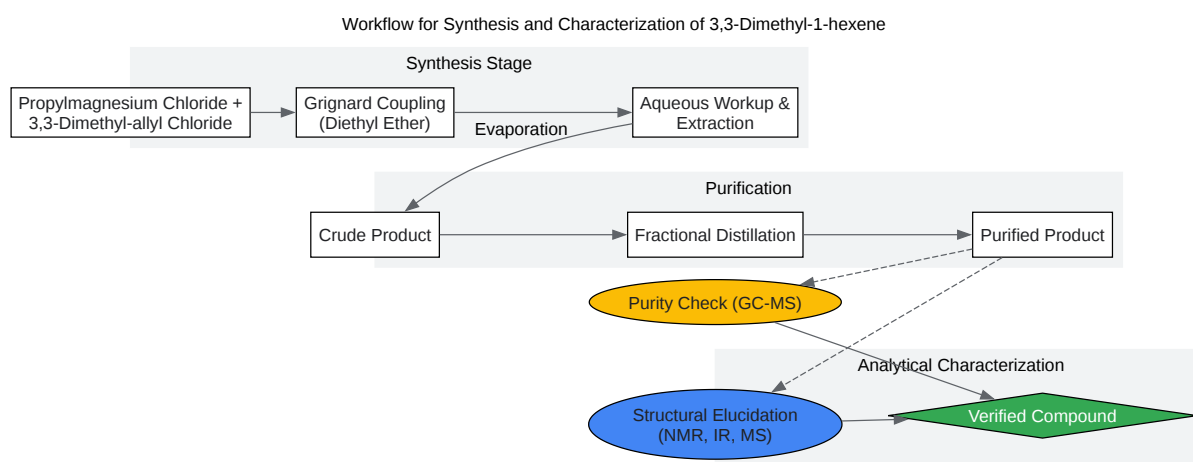 Workflow for Synthesis and Characterization of 3,3-Dimethyl-1-hexene
Synthesis Stage
Propylmagnesium Chloride +
3,3-Dimethyl-allyl Chloride
Grignard Coupling
(Diethyl Ether)
Aqueous Workup &
Extraction
Evaporation
Purification
Crude Product
Fractional Distillation
Purified Product
Purity Check (GC-MS)
Analytical Characterization
Structural Elucidation
(NMR, IR, MS)
Verified Compound